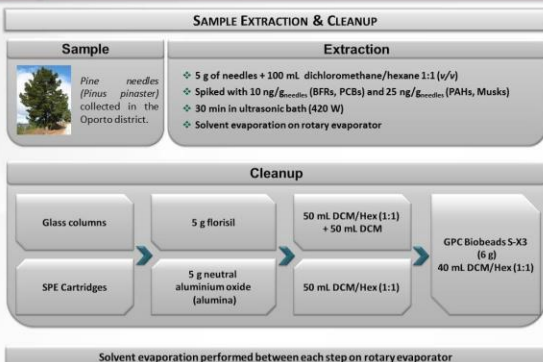 SAMPLE EXTRACTION & CLEANUP
Sample
Pine needles
(Pinus pinaster)
collected in the
Oporto district.
Extraction
❖ 5 g of needles + 100 mL dichloromethane/hexane 1:1 (v/v)
❖ Spiked with 10 ng/gneedles (BFRs, PCBs) and 25 ng/gneedles (PAHs, Musks)
❖ 30 min in ultrasonic bath (420 W)
❖ Solvent evaporation on rotary evaporator
Cleanup
Glass columns
5 g florisil
50 mL DCM/Hex (1:1)
+ 50 mL DCM
SPE Cartridges
5 g neutral
aluminium oxide
(alumina)
50 mL DCM/Hex (1:1)
GPC Biobeads S-X3
(6 g)
40 mL DCM/Hex (1:1)
Solvent evaporation performed between each step on rotary evaporator